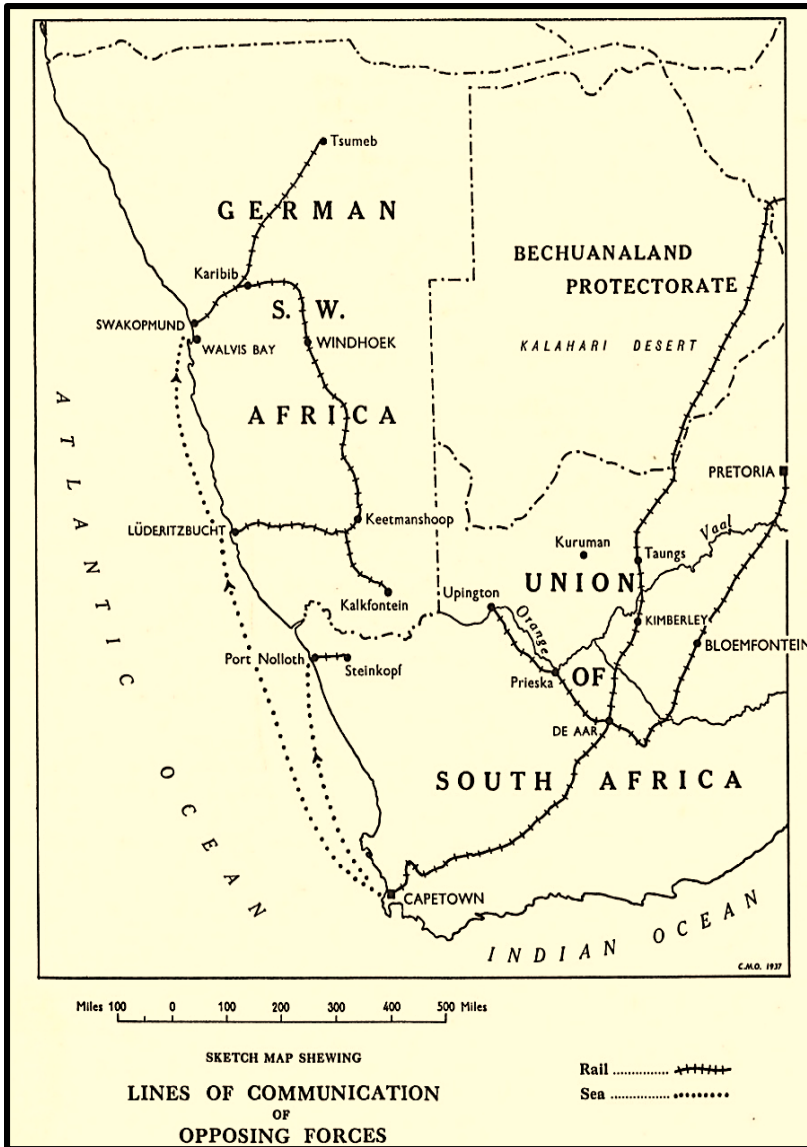 Tsumeb
GERMAN
BECHUANALAND
PROTECTORATE
Karibib
S. W.
SWAKOPMUND
WALVIS BAY
WINDHOEK
KALAHARI DESERT
AFRICA
ATLANTIC OCEAN
PRETORIA
Keetmanshoop
LÜDERITZBUCHT
Vaal
Kuruman
Taungs
UNION
Upington
Kalkfontein
Orange
KIMBERLEY
BLOEMFONTEIN
Port Nolloth
Steinkopf
Prieska
OF
DE AAR
SOUTH AFRICA
CAPETOWN
INDIAN OCEAN
C.M.O. 1937
Miles 100 0 100 200 300 400 500 Miles
SKETCH MAP SHEWING
LINES OF COMMUNICATION
OF
OPPOSING FORCES
Rail ..............
Sea ...............